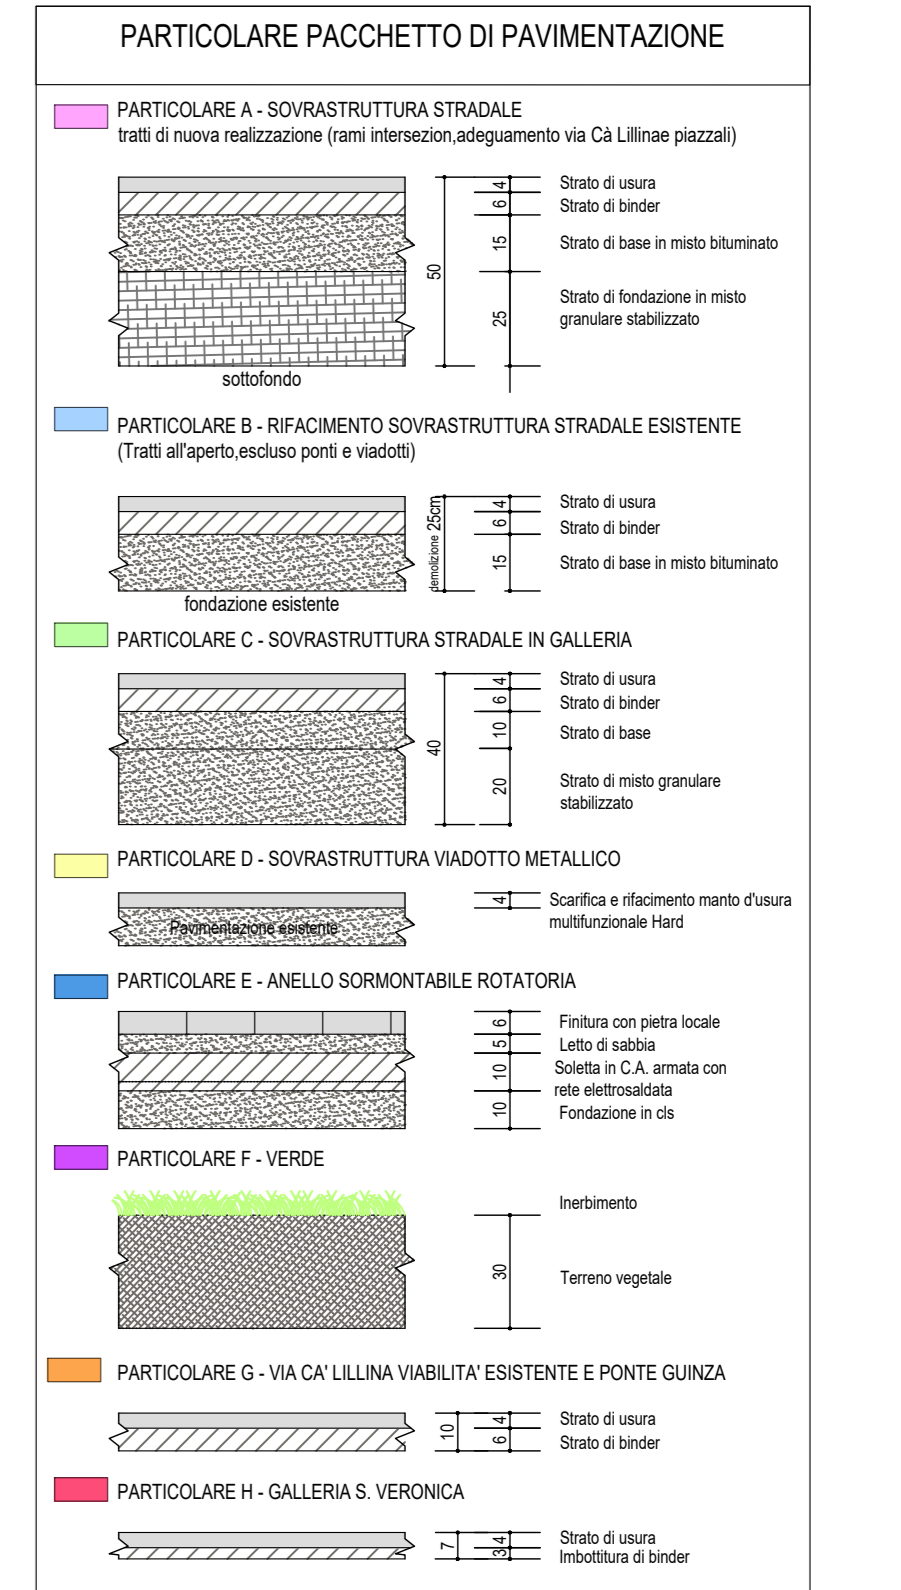 PARTICOLARE PACCHETTO DI PAVIMENTAZIONE
PARTICOLARE A - SOVRASTRUTTURA STRADALE
tratti di nuova realizzazione (rami intersezion,adeguamento via Cà Lillinae piazzali)
50
4
Strato di usura
6
Strato di binder
15
Strato di base in misto bituminato
25
Strato di fondazione in misto
granulare stabilizzato
sottofondo
PARTICOLARE B - RIFACIMENTO SOVRASTRUTTURA STRADALE ESISTENTE
(Tratti all'aperto,escluso ponti e viadotti)
demolizione 25cm
4
Strato di usura
6
Strato di binder
15
Strato di base in misto bituminato
fondazione esistente
PARTICOLARE C - SOVRASTRUTTURA STRADALE IN GALLERIA
40
4
Strato di usura
6
Strato di binder
10
Strato di base
20
Strato di misto granulare
stabilizzato
PARTICOLARE D - SOVRASTRUTTURA VIADOTTO METALLICO
Pavimentazione esistente
4
Scarifica e rifacimento manto d'usura
multifunzionale Hard
PARTICOLARE E - ANELLO SORMONTABILE ROTATORIA
6
Finitura con pietra locale
5
Letto di sabbia
10
Soletta in C.A. armata con
rete elettrosaldata
10
Fondazione in cls
PARTICOLARE F - VERDE
Inerbimento
30
Terreno vegetale
PARTICOLARE G - VIA CA' LILLINA VIABILITA' ESISTENTE E PONTE GUINZA
10
4
Strato di usura
6
Strato di binder
PARTICOLARE H - GALLERIA S. VERONICA
7
4
Strato di usura
3
Imbottitura di binder